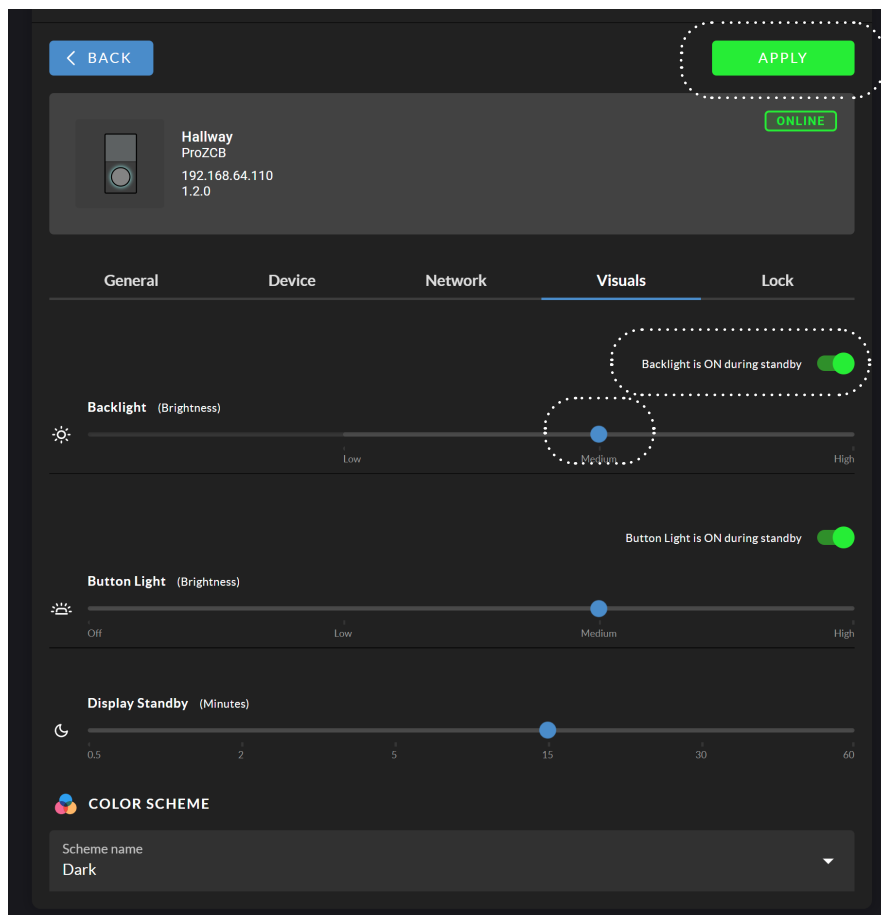 BACK
APPLY
ONLINE
Hallway
ProZCB
192.168.64.110
1.2.0
General Device Network Visuals Lock
Backlight is ON during standby
Backlight (Brightness)
Low Medium High
Button Light is ON during standby
Button Light (Brightness)
Off Low Medium High
Display Standby (Minutes)
0.5 2 5 15 30 60
COLOR SCHEME
Scheme name
Dark